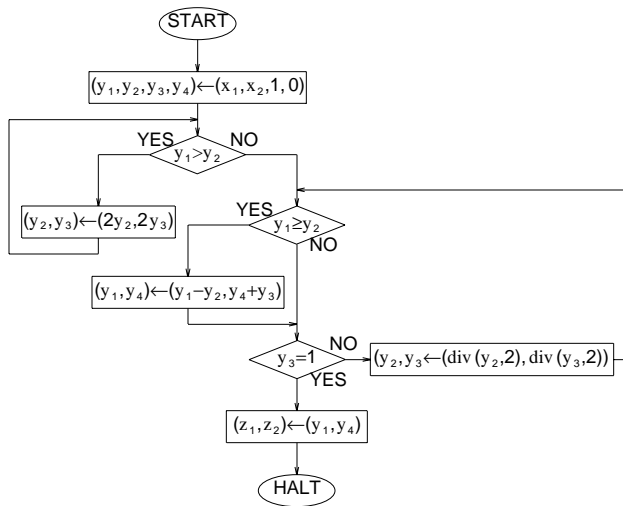 START
(y₁,y₂,y₃,y₄)←(x₁,x₂,1,0)
YES
NO
y₁>y₂
(y₂,y₃)←(2y₂,2y₃)
YES
y₁≥y₂
NO
(y₁,y₄)←(y₁−y₂,y₄+y₃)
y₃=1
NO
YES
(y₂,y₃←(div (y₂,2), div (y₃,2))
(z₁,z₂)←(y₁,y₄)
HALT